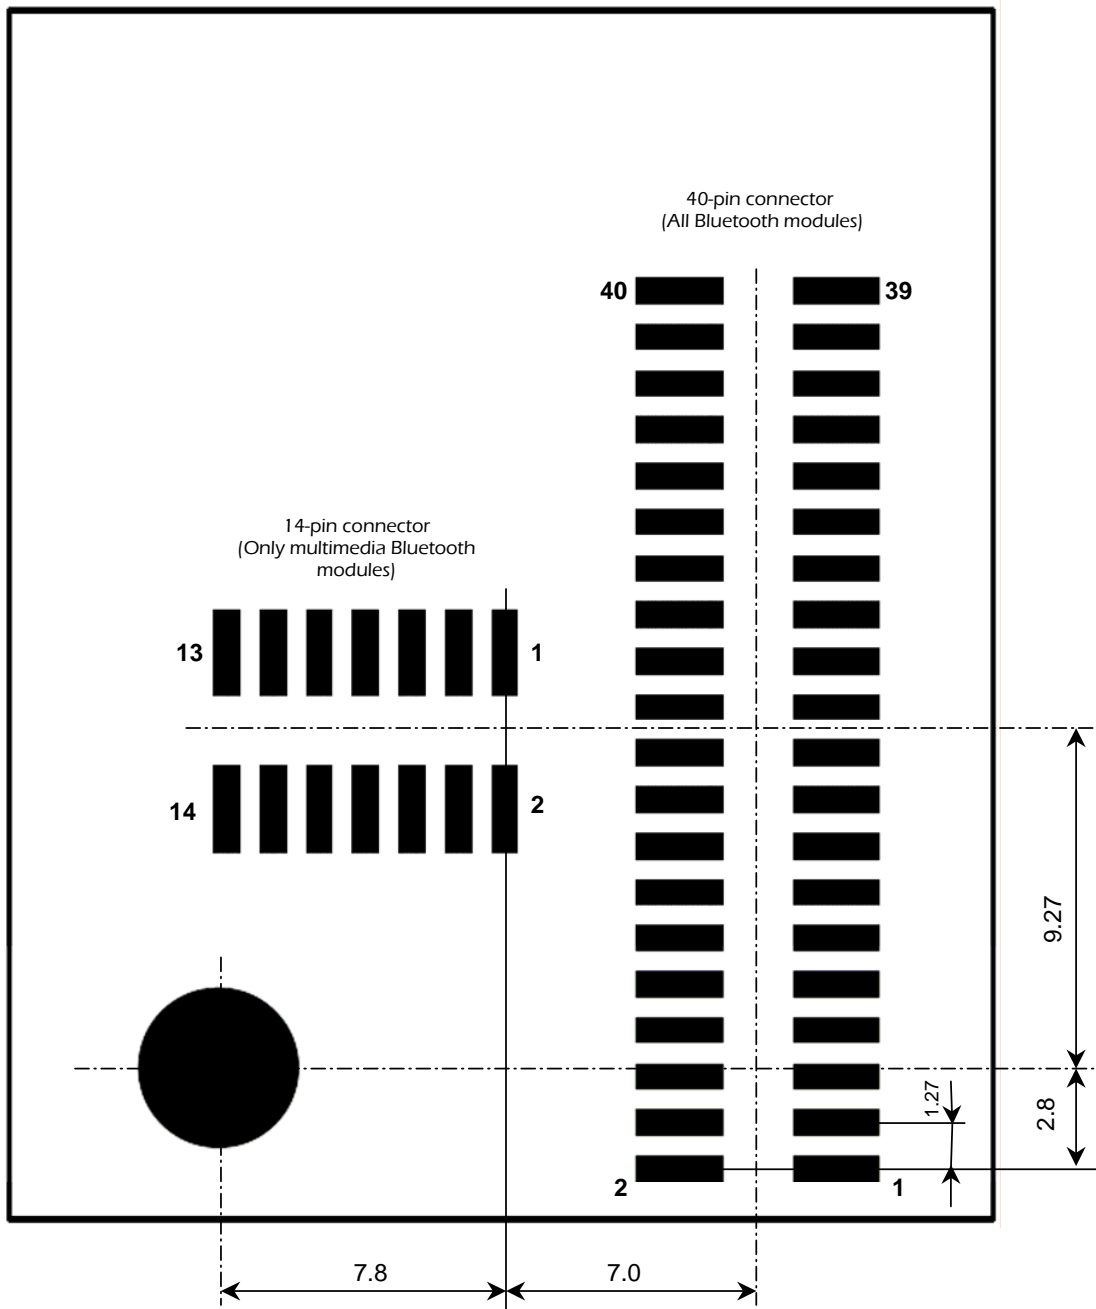 40-pin connector
(All Bluetooth modules)
40
39
14-pin connector
(Only multimedia Bluetooth
modules)
13
1
14
2
9.27
1.27
2.8
2
1
7.8
7.0